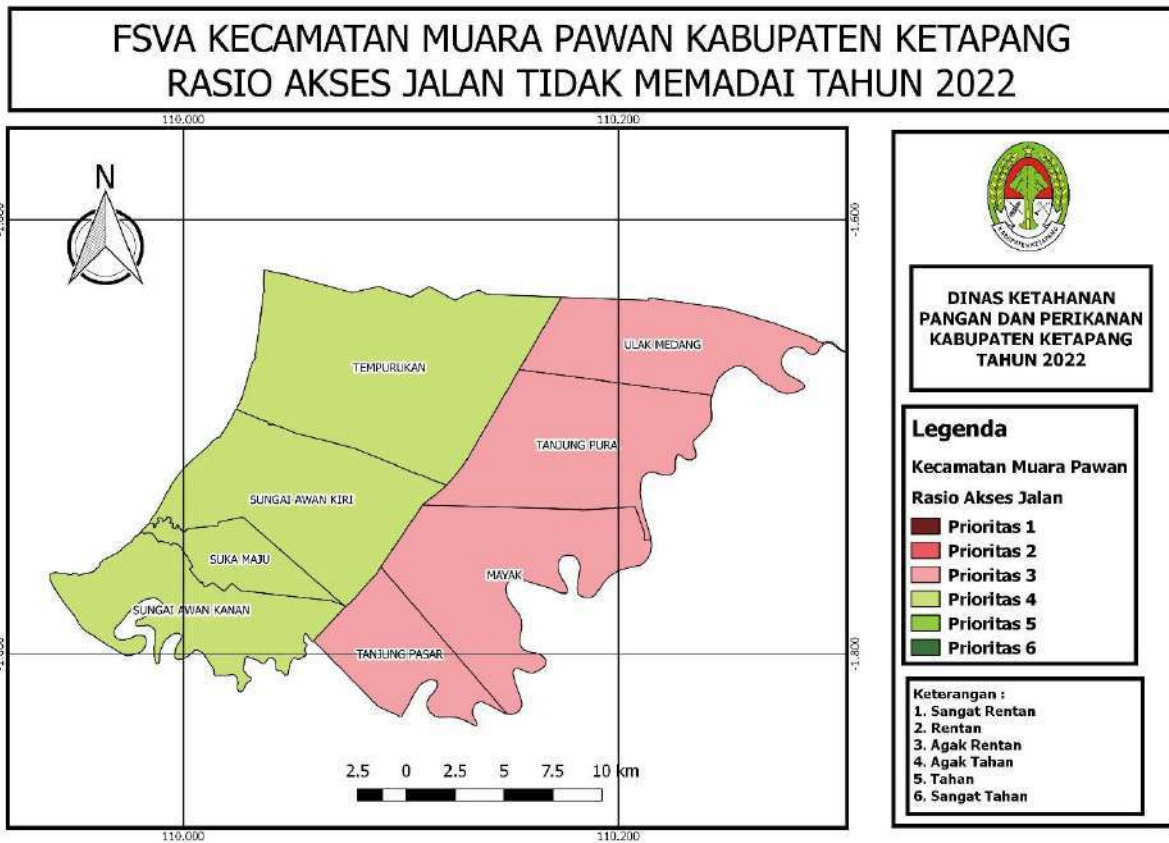 FSVA KECAMATAN MUARA PAWAN KABUPATEN KETAPANG
RASIO AKSES JALAN TIDAK MEMADAI TAHUN 2022
110.000
110.200
N
-1.600
TEMPURUKAN
ULAK MEDANG
TANJUNG PURA
SUNGAI AWAN KIRI
SUKA MAJU
MAYAK
SUNGAI AWAN KANAN
TANJUNG PASAR
-1.800
2.5 0 2.5 5 7.5 10 km
110.000
110.200
KABUPATEN KETAPANG
DINAS KETAHANAN
PANGAN DAN PERIKANAN
KABUPATEN KETAPANG
TAHUN 2022
Legenda
Kecamatan Muara Pawan
Rasio Akses Jalan
Prioritas 1
Prioritas 2
Prioritas 3
Prioritas 4
Prioritas 5
Prioritas 6
Keterangan :
1. Sangat Rentan
2. Rentan
3. Agak Rentan
4. Agak Tahan
5. Tahan
6. Sangat Tahan